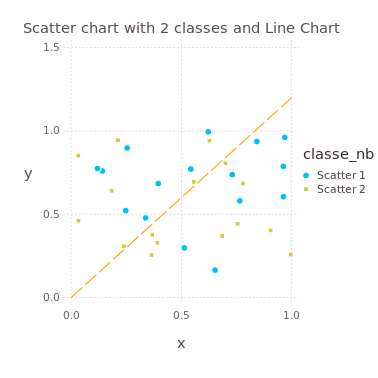 Scatter chart with 2 classes and Line Chart
1.5
1.0
0.5
0.0
y
0.0
0.5
1.0
x
classe_nb
Scatter 1
Scatter 2